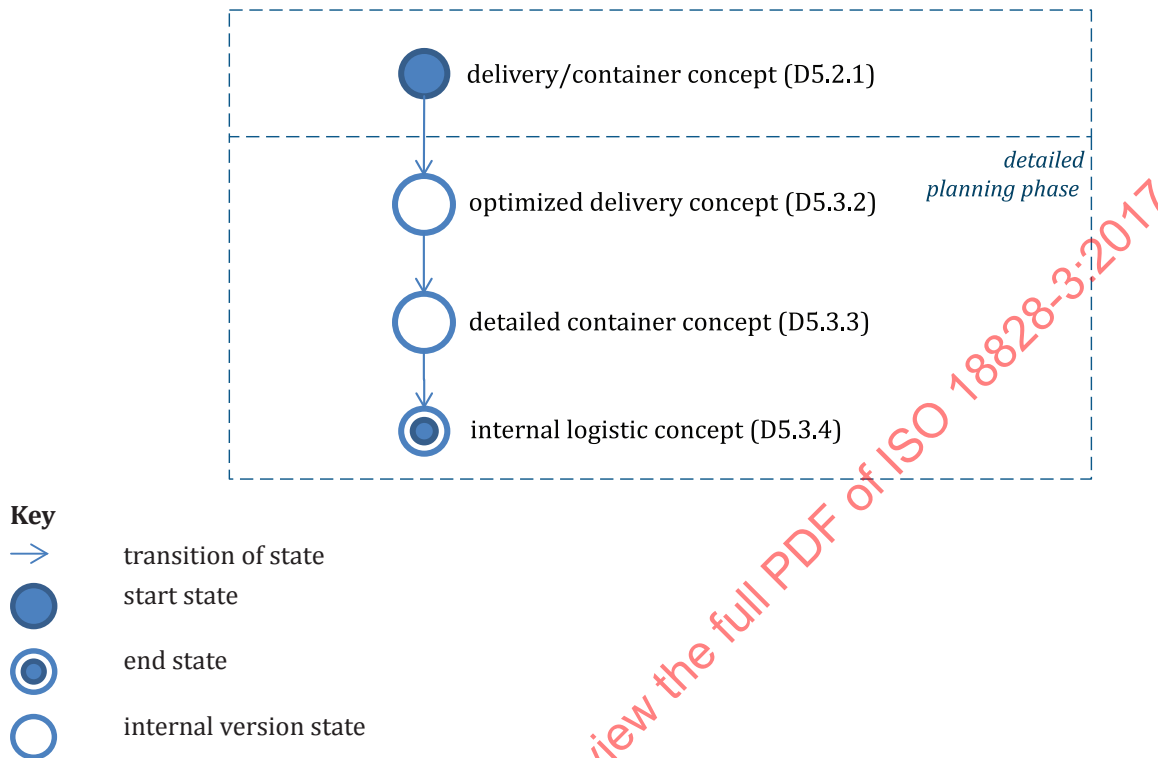 delivery/container concept (D5.2.1)
detailed
planning phase
optimized delivery concept (D5.3.2)
detailed container concept (D5.3.3)
internal logistic concept (D5.3.4)
Key
transition of state
start state
end state
internal version state
view the full PDF of ISO 18828-3:2017